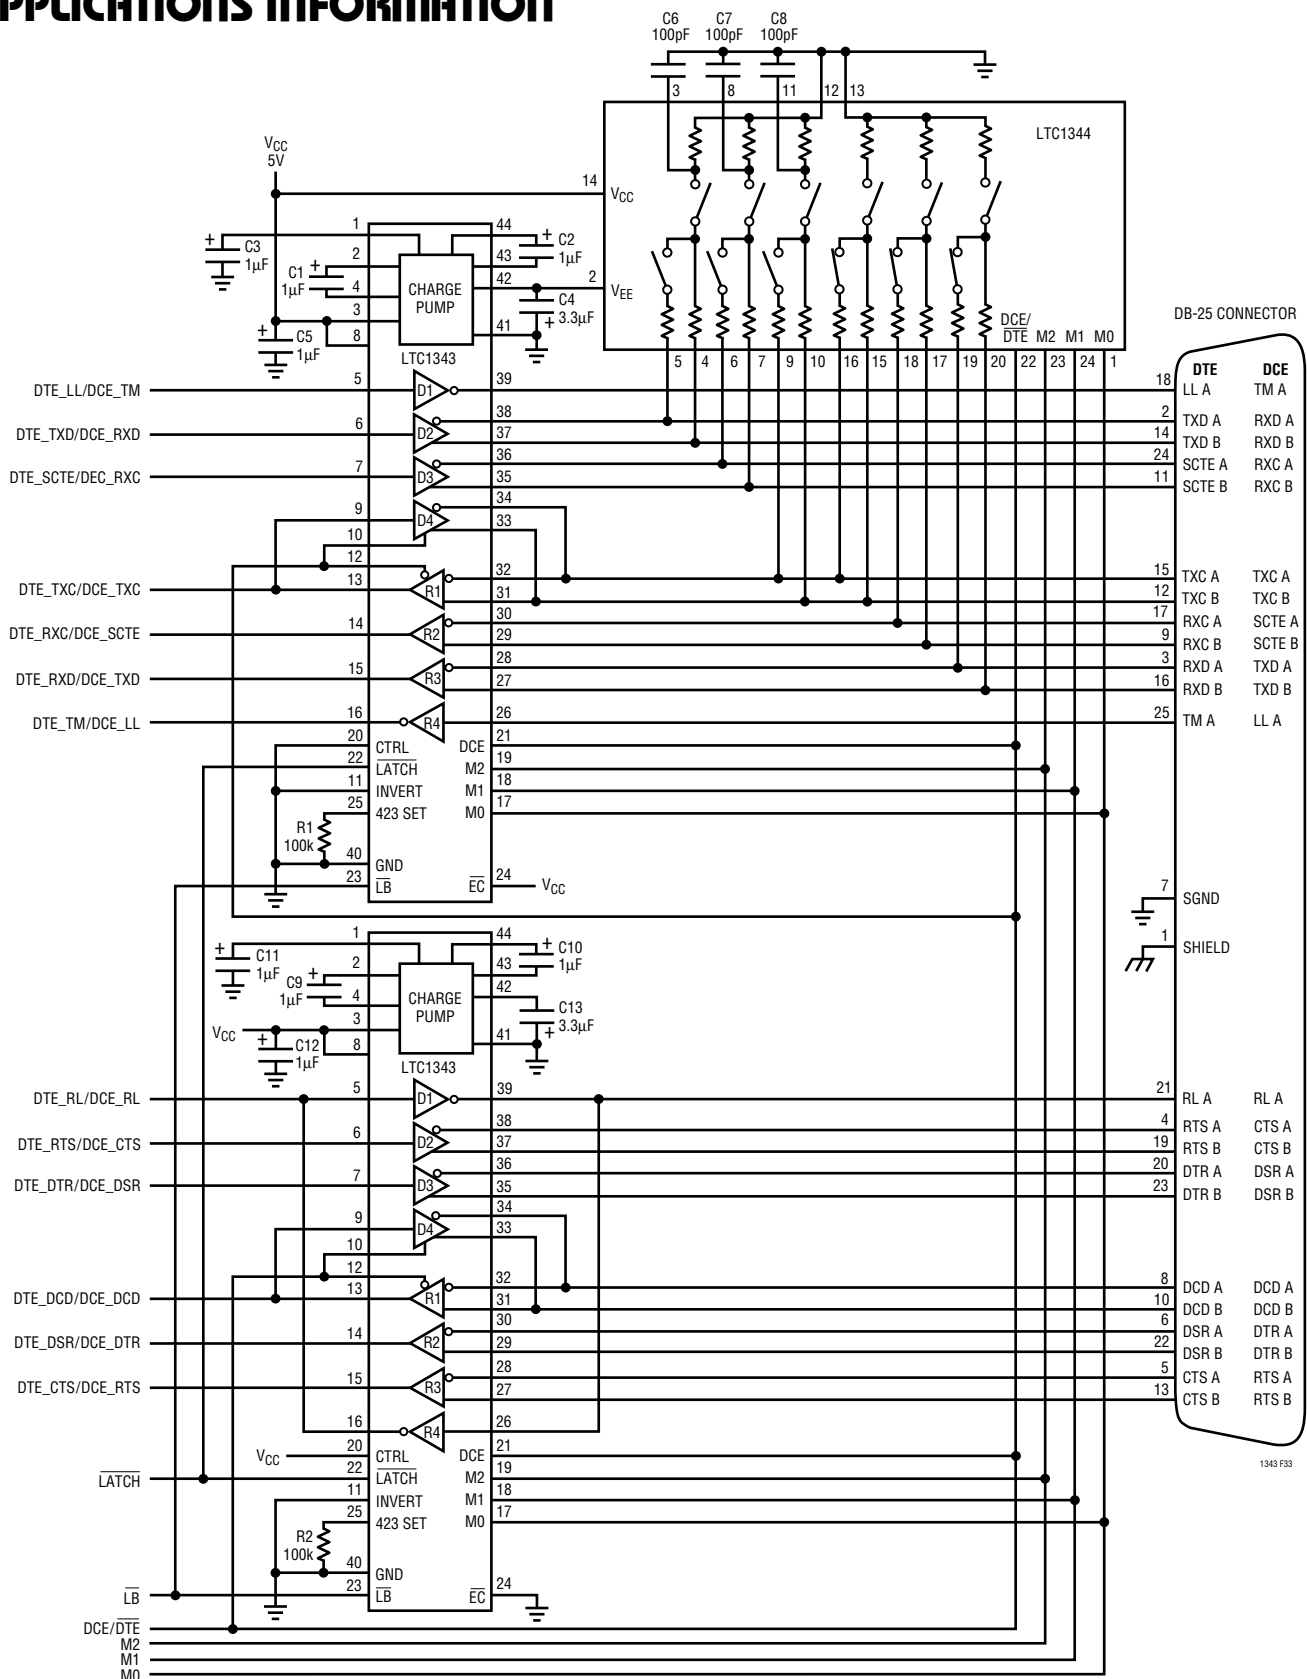 APPLICATIONS INFORMATION
C6 C7 C8
100pF 100pF 100pF
3 8 11 12 13
LTC1344
VCC
5V
14 VCC
1 44
C3 1µF + C2 1µF +
2 43
C1 1µF +
4 42 2 VEE
CHARGE PUMP
C4 3.3µF +
3
8 41
C5 1µF +
LTC1343
DCE/DTE M2 M1 M0
5 4 6 7 9 10 16 15 18 17 19 20 22 23 24 1
DB-25 CONNECTOR
DTE DCE
DTE_LL/DCE_TM 5 D1 39 18 LL A TM A
38 2 TXD A RXD A
DTE_TXD/DCE_RXD 6 D2 37 14 TXD B RXD B
36 24 SCTE A RXC A
DTE_SCTE/DEC_RXC 7 D3 35 11 SCTE B RXC B
34
9 D4 33
10
12
32 15 TXC A TXC A
DTE_TXC/DCE_TXC 13 R1 31 12 TXC B TXC B
30 17 RXC A SCTE A
DTE_RXC/DCE_SCTE 14 R2 29 9 RXC B SCTE B
28 3 RXD A TXD A
DTE_RXD/DCE_TXD 15 R3 27 16 RXD B TXD B
DTE_TM/DCE_LL 16 R4 26 25 TM A LL A
20 CTRL DCE 21
22 LATCH M2 19
11 INVERT M1 18
25 423 SET M0 17
R1
100k
40 GND
23 LB EC 24 VCC
7 SGND
1 SHIELD
1 44
C11 1µF + C10 1µF +
2 43
C9 1µF +
4 42
CHARGE PUMP
C13 3.3µF +
VCC 3
8 41
C12 1µF +
LTC1343
DTE_RL/DCE_RL 5 D1 39 21 RL A RL A
38 4 RTS A CTS A
DTE_RTS/DCE_CTS 6 D2 37 19 RTS B CTS B
36 20 DTR A DSR A
DTE_DTR/DCE_DSR 7 D3 35 23 DTR B DSR B
34
9 D4 33
10
12
32 8 DCD A DCD A
DTE_DCD/DCE_DCD 13 R1 31 10 DCD B DCD B
30 6 DSR A DTR A
DTE_DSR/DCE_DTR 14 R2 29 22 DSR B DTR B
28 5 CTS A RTS A
DTE_CTS/DCE_RTS 15 R3 27 13 CTS B RTS B
16 R4 26
VCC 20 CTRL DCE 21
LATCH 22 LATCH M2 19
11 INVERT M1 18
25 423 SET M0 17
R2
100k
40 GND
LB 23 LB EC 24
DCE/DTE
M2
M1
M0
1343 F33